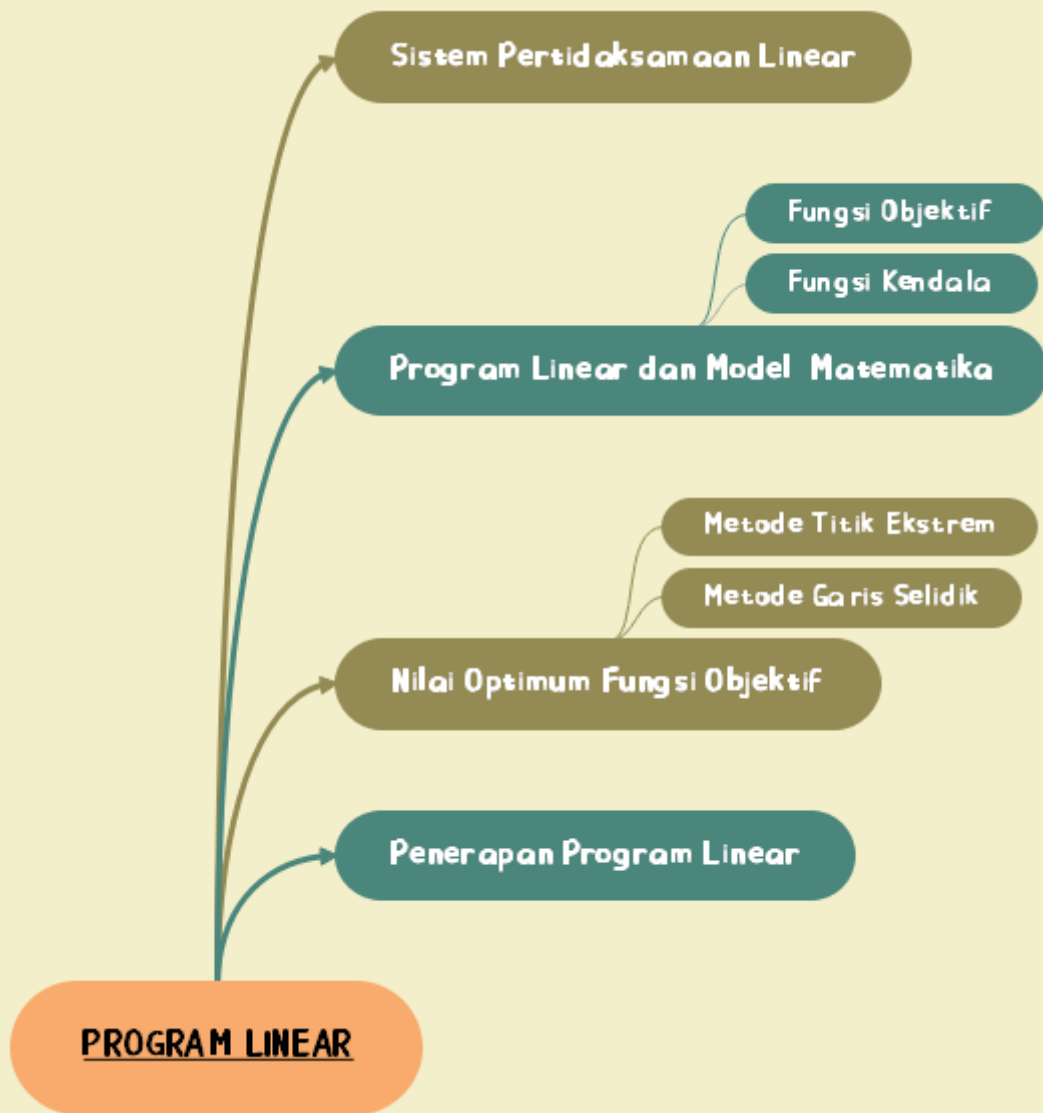 Sistem Pertidaksamaan Linear
Fungsi Objektif
Fungsi Kendala
Program Linear dan Model Matematika
Metode Titik Ekstrem
Metode Garis Selidik
Nilai Optimum Fungsi Objektif
Penerapan Program Linear
PROGRAM LINEAR